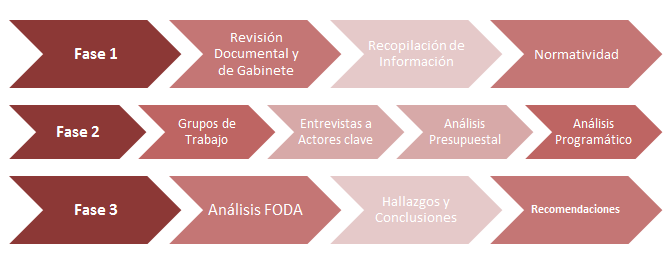 Fase 1
Revisión
Documental y
de Gabinete
Recopilación de
Información
Normatividad
Fase 2
Grupos de
Trabajo
Entrevistas a
Actores clave
Análisis
Presupuestal
Análisis
Programático
Fase 3
Análisis FODA
Hallazgos y
Conclusiones
Recomendaciones